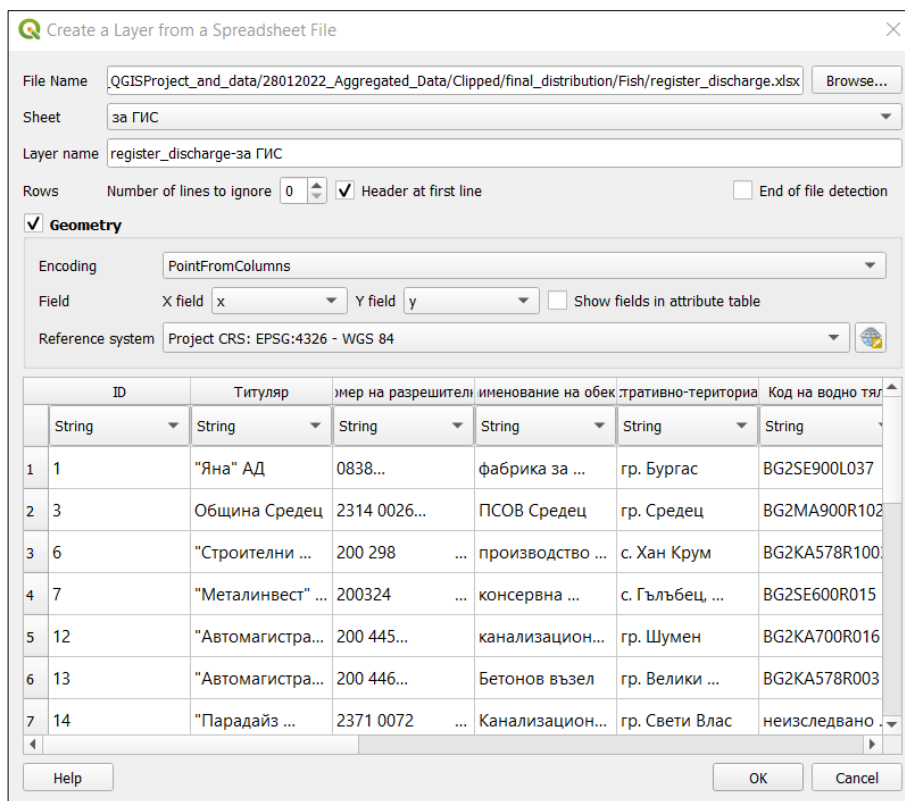 Create a Layer from a Spreadsheet File
File Name _QGISProject_and_data/28012022_Aggregated_Data/Clipped/final_distribution/Fish/register_discharge.xlsx Browse...
Sheet за ГИС
Layer name register_discharge-за ГИС
Rows Number of lines to ignore 0 Header at first line End of file detection
Geometry
Encoding PointFromColumns
Field X field x Y field y Show fields in attribute table
Reference system Project CRS: EPSG:4326 - WGS 84
ID Титуляр омер на разрешителн именование на обек стративно-териториа Код на водно тял
String String String String String String
1 1 "Яна" АД 0838... фабрика за ... гр. Бургас BG2SE900L037
2 3 Община Средец 2314 0026... ПСОВ Средец гр. Средец BG2MA900R102
3 6 "Строителни ... 200 298 ... производство ... с. Хан Крум BG2KA578R100
4 7 "Металинвест" ... 200324 ... консервна ... с. Гълъбец, ... BG2SE600R015
5 12 "Автомагистра... 200 445... канализацион... гр. Шумен BG2KA700R016
6 13 "Автомагистра... 200 446... Бетонов възел гр. Велики ... BG2KA578R003
7 14 "Парадайз ... 2371 0072 ... Канализацион... гр. Свети Влас неизследвано .
Help OK Cancel